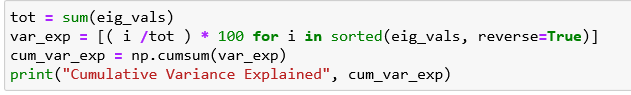 tot = sum(eig_vals)
var_exp = [( i /tot ) * 100 for i in sorted(eig_vals, reverse=True)]
cum_var_exp = np.cumsum(var_exp)
print("Cumulative Variance Explained", cum_var_exp)